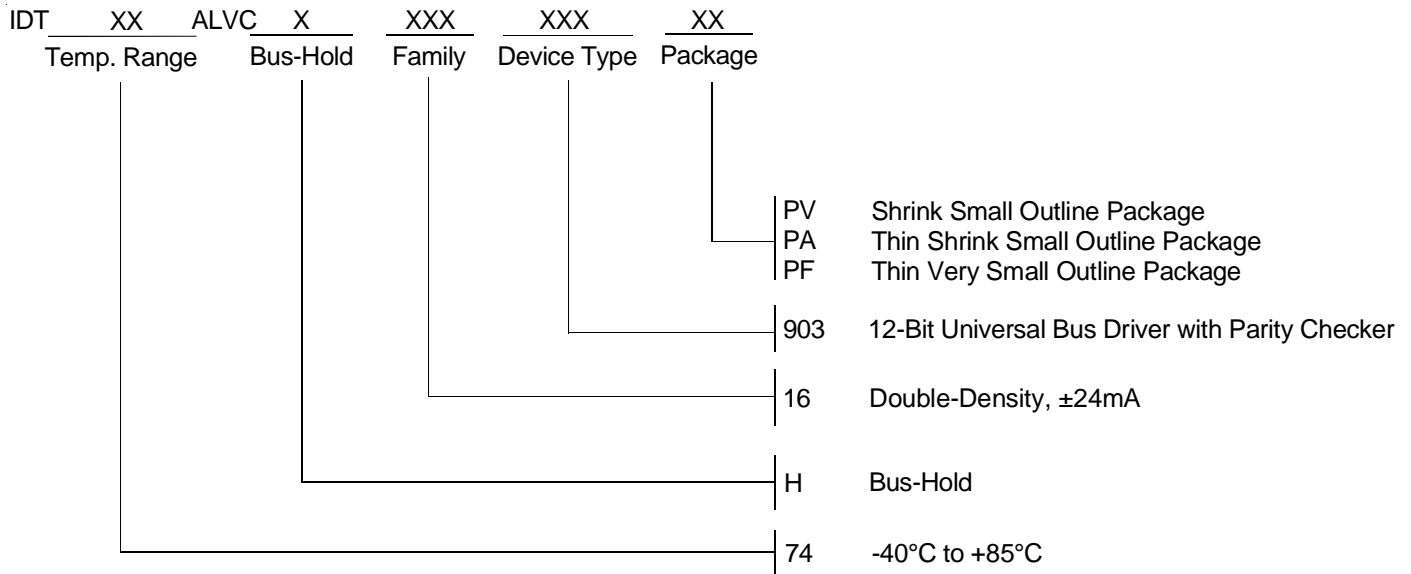 IDT XX ALVC X XXX XXX XX
Temp. Range Bus-Hold Family Device Type Package
PV Shrink Small Outline Package
PA Thin Shrink Small Outline Package
PF Thin Very Small Outline Package
903 12-Bit Universal Bus Driver with Parity Checker
16 Double-Density, ±24mA
H Bus-Hold
74 -40°C to +85°C